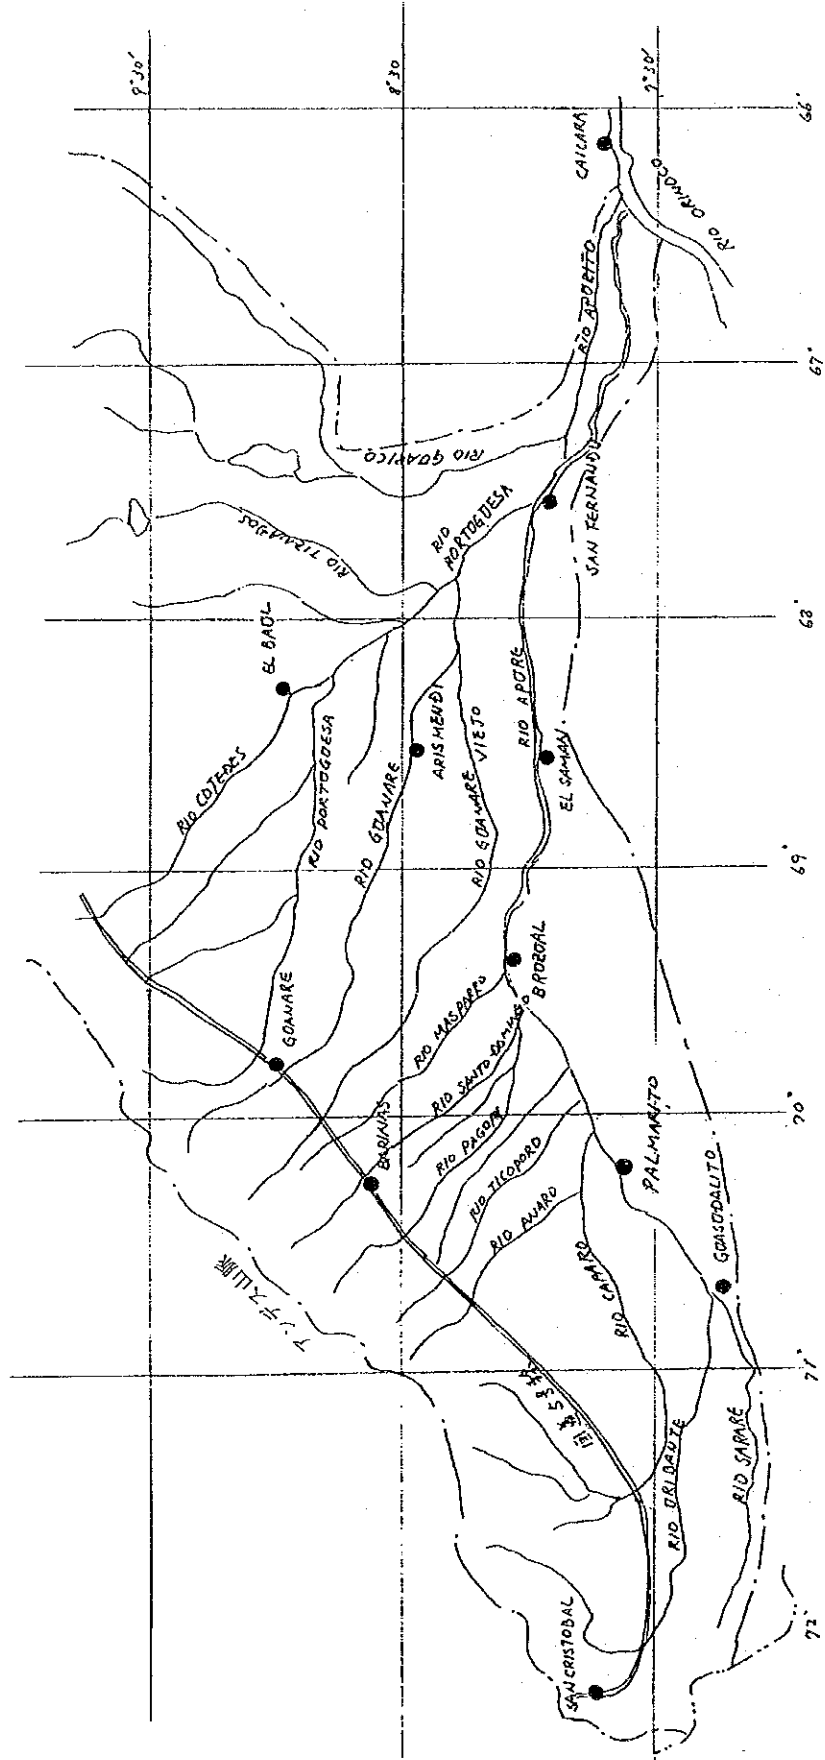 9°30'
8°30
7°30'
66°
67°
68°
69°
70°
71°
72°
CAICARA
RIO ORINOCO
RIO APURITO
RIO GUARICO
RIO TIZNADOS
RIO
PORTUGUESA
SAN FERNANDO
EL BAUL
RIO COJEDES
RIO PORTUGUESA
RIO GUANARE
ARISMENDI
RIO GUANARE VIEJO
RIO APURE
EL SAMAN
GUANARE
BRUZUAL
RIO MASPARRO
RIO SANTO DOMINGO
BARINAS
RIO PAGUEY
RIO TICOPORO
RIO ANARO
PALMARITO
RIO CAPARO
GUASDUALITO
アンデス山脈
国道5号線
RIO URIBANTE
RIO SARARE
SAN CRISTOBAL